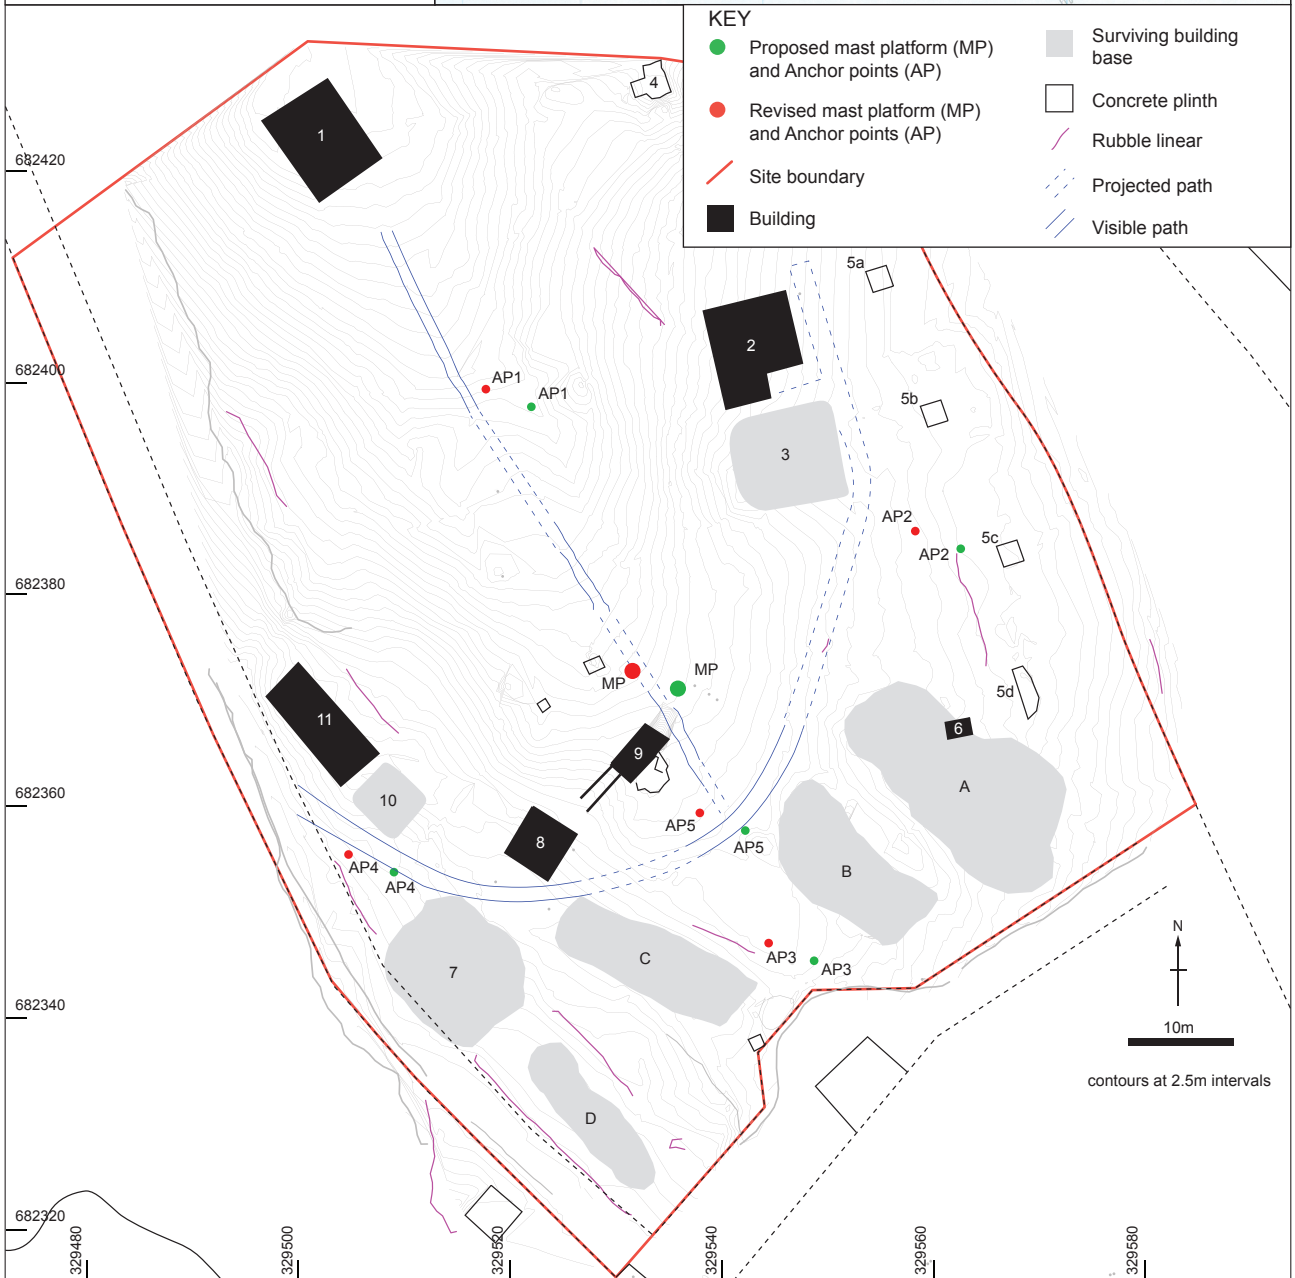 KEY
Proposed mast platform (MP)
and Anchor points (AP)
Revised mast platform (MP)
and Anchor points (AP)
Site boundary
Building
Surviving building
base
Concrete plinth
Rubble linear
Projected path
Visible path
4
1
682420
5a
2
682400
AP1
AP1
5b
3
AP2
AP2
5c
682380
MP
MP
5d
11
9
6
A
10
682360
AP5
AP5
8
AP4
AP4
B
N
C
AP3
AP3
7
682340
10m
contours at 2.5m intervals
D
682320
329480
329500
329520
329540
329560
329580